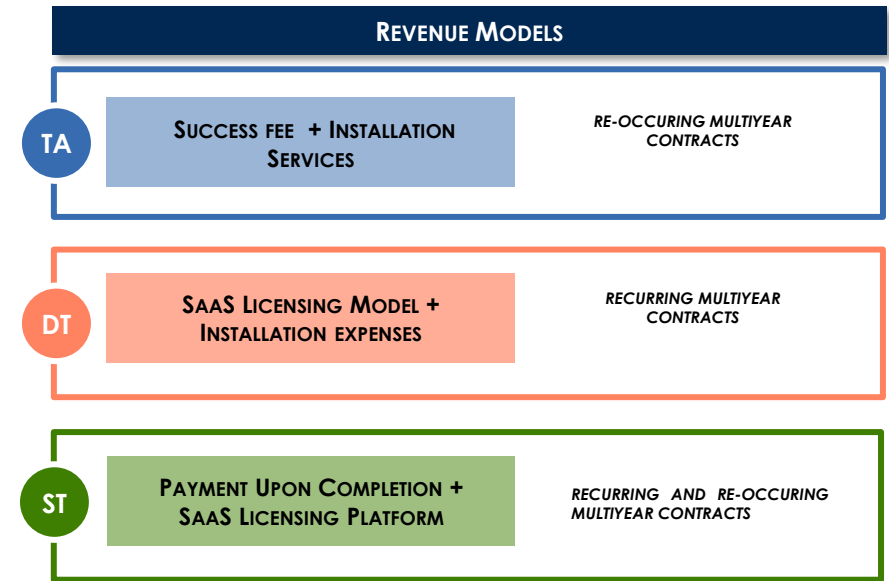 Revenue Models
TA
Success fee + Installation
Services
RE-OCCURING MULTIYEAR
CONTRACTS
DT
SaaS Licensing Model +
Installation expenses
RECURRING MULTIYEAR
CONTRACTS
ST
Payment Upon Completion +
SaaS Licensing Platform
RECURRING AND RE-OCCURING
MULTIYEAR CONTRACTS